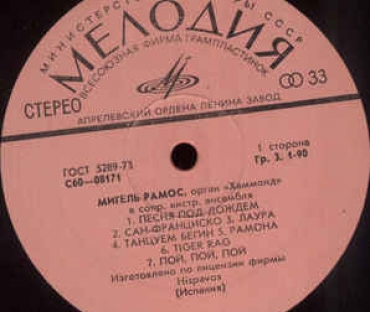 МИНИСТЕРСТВО КУЛЬТУРЫ СССР
МЕЛОДИЯ
ВСЕСОЮЗНАЯ ФИРМА ГРАМПЛАСТИНОК
СТЕРЕО
33
АПРЕЛЕВСКИЙ ОРДЕНА ЛЕНИНА ЗАВОД
ГОСТ 5289-73
С60—08171
1 сторона
Гр. 3. 1-90
МИГЕЛЬ РАМОС, орган «Хаммонд»
в сопр. инстр. ансамбля
1. ПЕСНЯ ПОД ДОЖДЕМ
2. САН-ФРАНЦИСКО 3. ЛАУРА
4. ТАНЦУЕМ БЕГИН 5. РАМОНА
6. TIGER RAG
7. ПОЙ, ПОЙ, ПОЙ
Изготовлено по лицензии фирмы
Hispavox
(Испания)